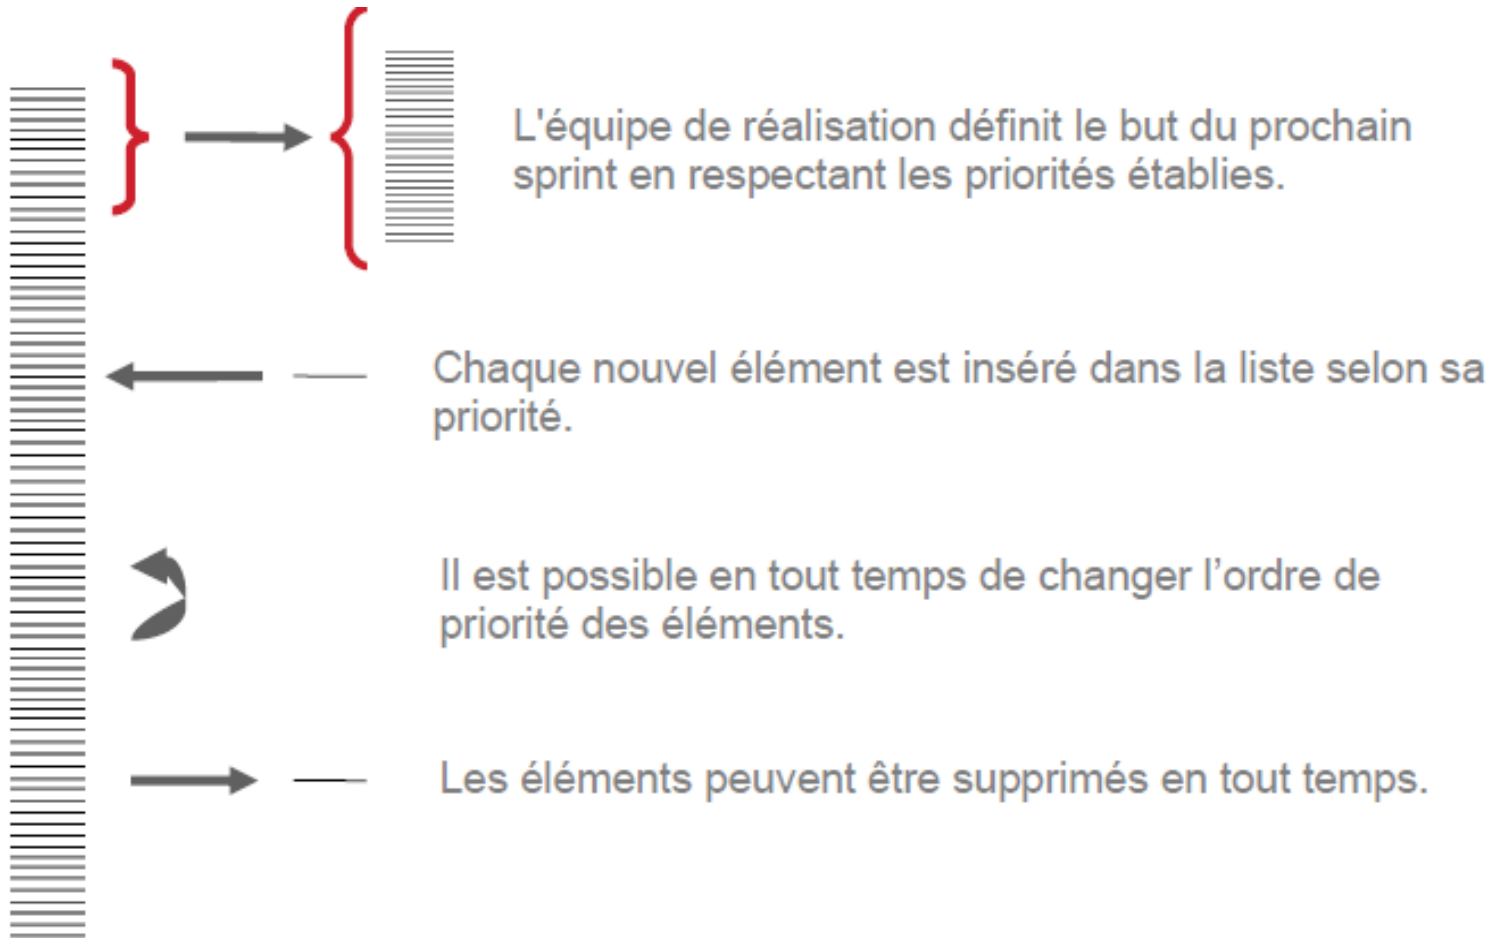 L'équipe de réalisation définit le but du prochain
sprint en respectant les priorités établies.
Chaque nouvel élément est inséré dans la liste selon sa
priorité.
Il est possible en tout temps de changer l’ordre de
priorité des éléments.
Les éléments peuvent être supprimés en tout temps.